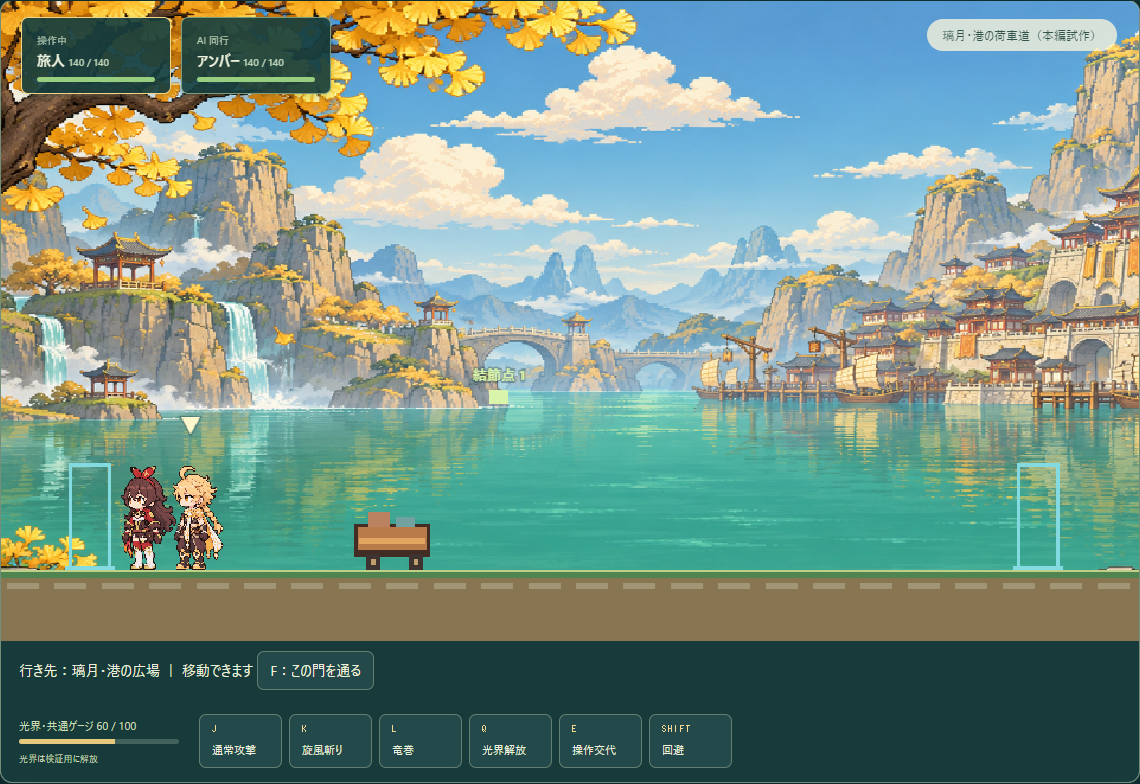 操作中
旅人 140 / 140
AI 同行
アンバー 140 / 140
璃月・港の荷車道（本編試作）
結節点 1
行き先：璃月・港の広場 ｜ 移動できます
F：この門を通る
光界・共通ゲージ 60 / 100
光界は検証用に解放
J
通常攻撃
K
旋風斬り
L
竜巻
Q
光界解放
E
操作交代
SHIFT
回避